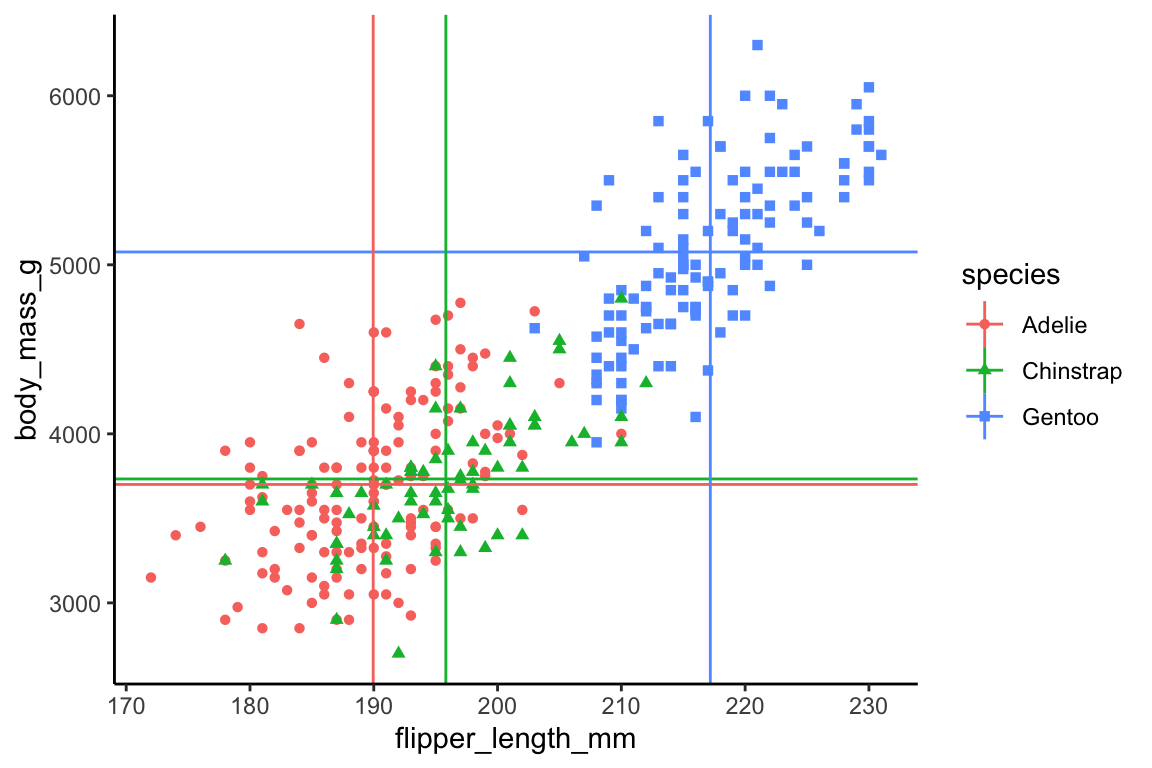 6000
5000
4000
3000
body_mass_g
170 180 190 200 210 220 230
flipper_length_mm
species
Adelie
Chinstrap
Gentoo